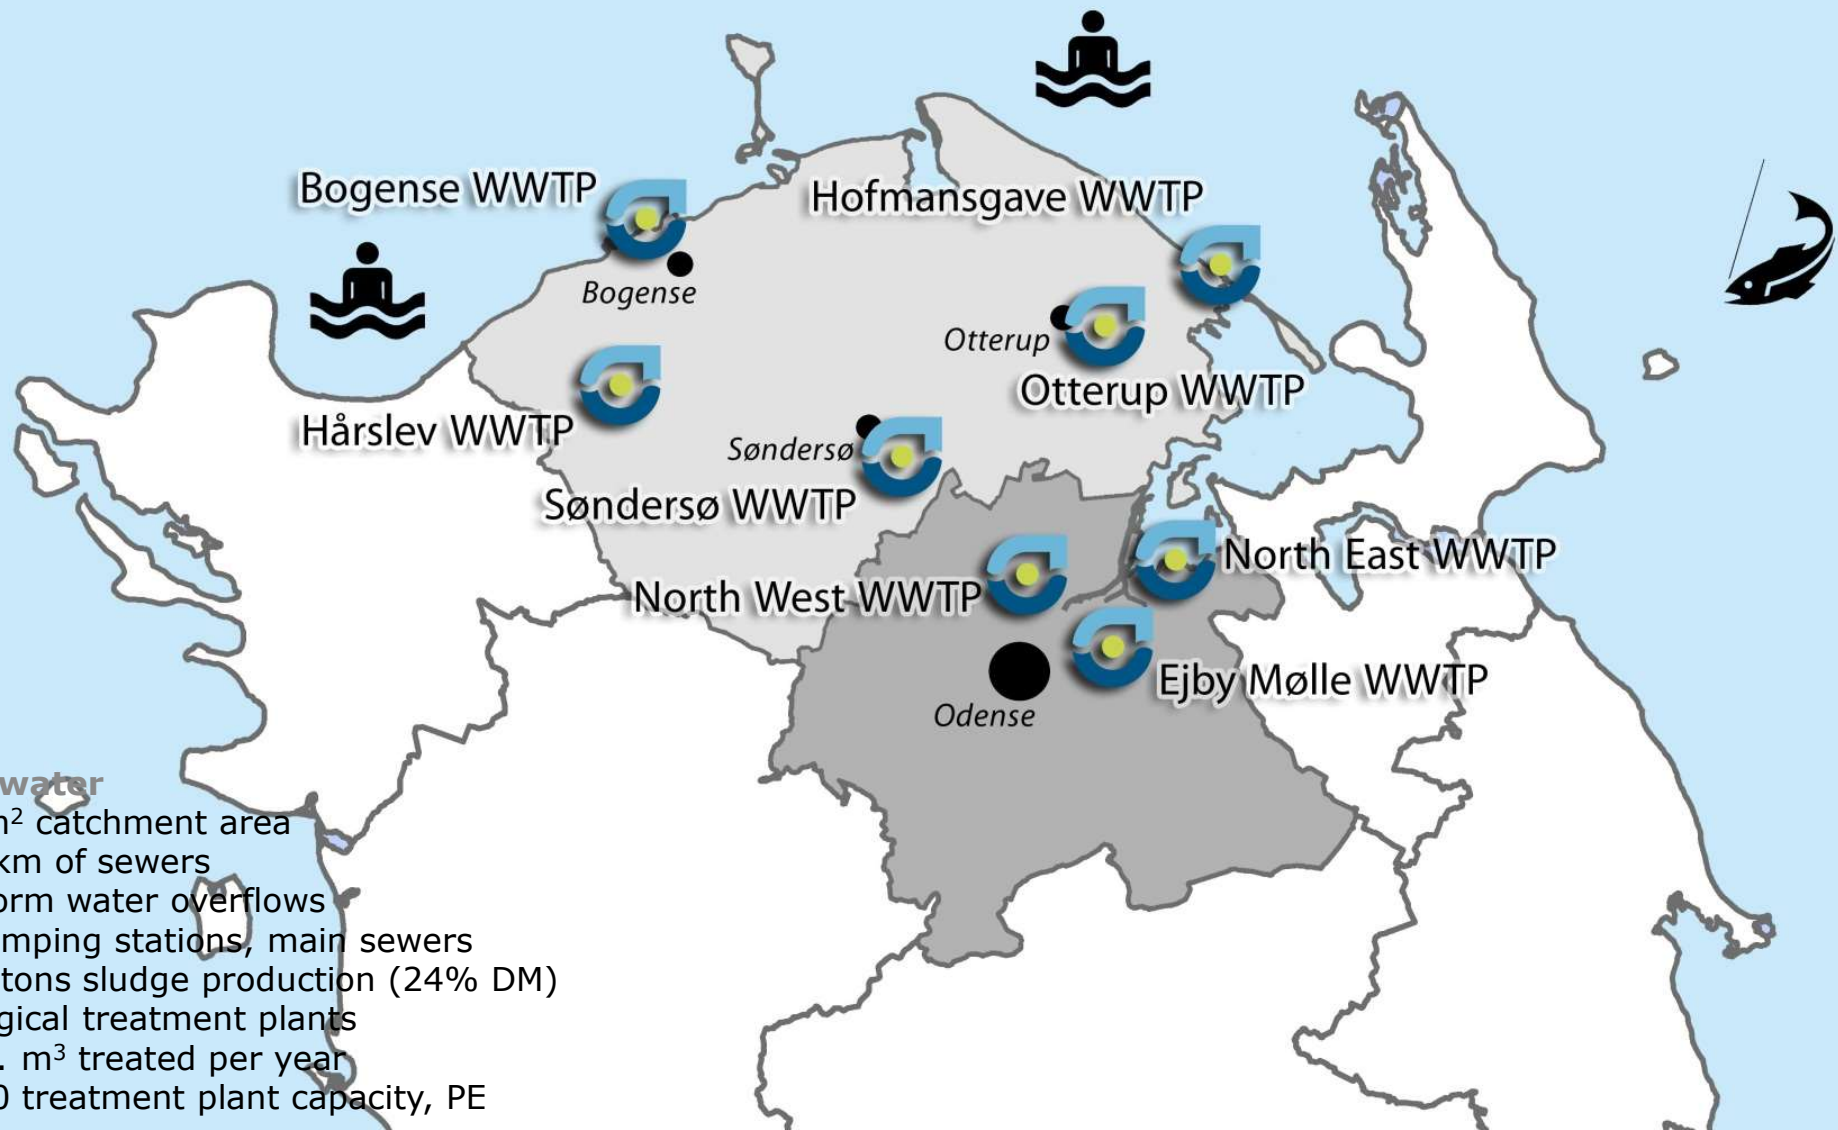 Bogense WWTP
Hofmansgave WWTP
Bogense
Otterup
Otterup WWTP
Hårslev WWTP
Søndersø
Søndersø WWTP
North East WWTP
North West WWTP
Ejby Mølle WWTP
Odense
water
m² catchment area
km of sewers
orm water overflows
mping stations, main sewers
tons sludge production (24% DM)
gical treatment plants
. m³ treated per year
0 treatment plant capacity, PE